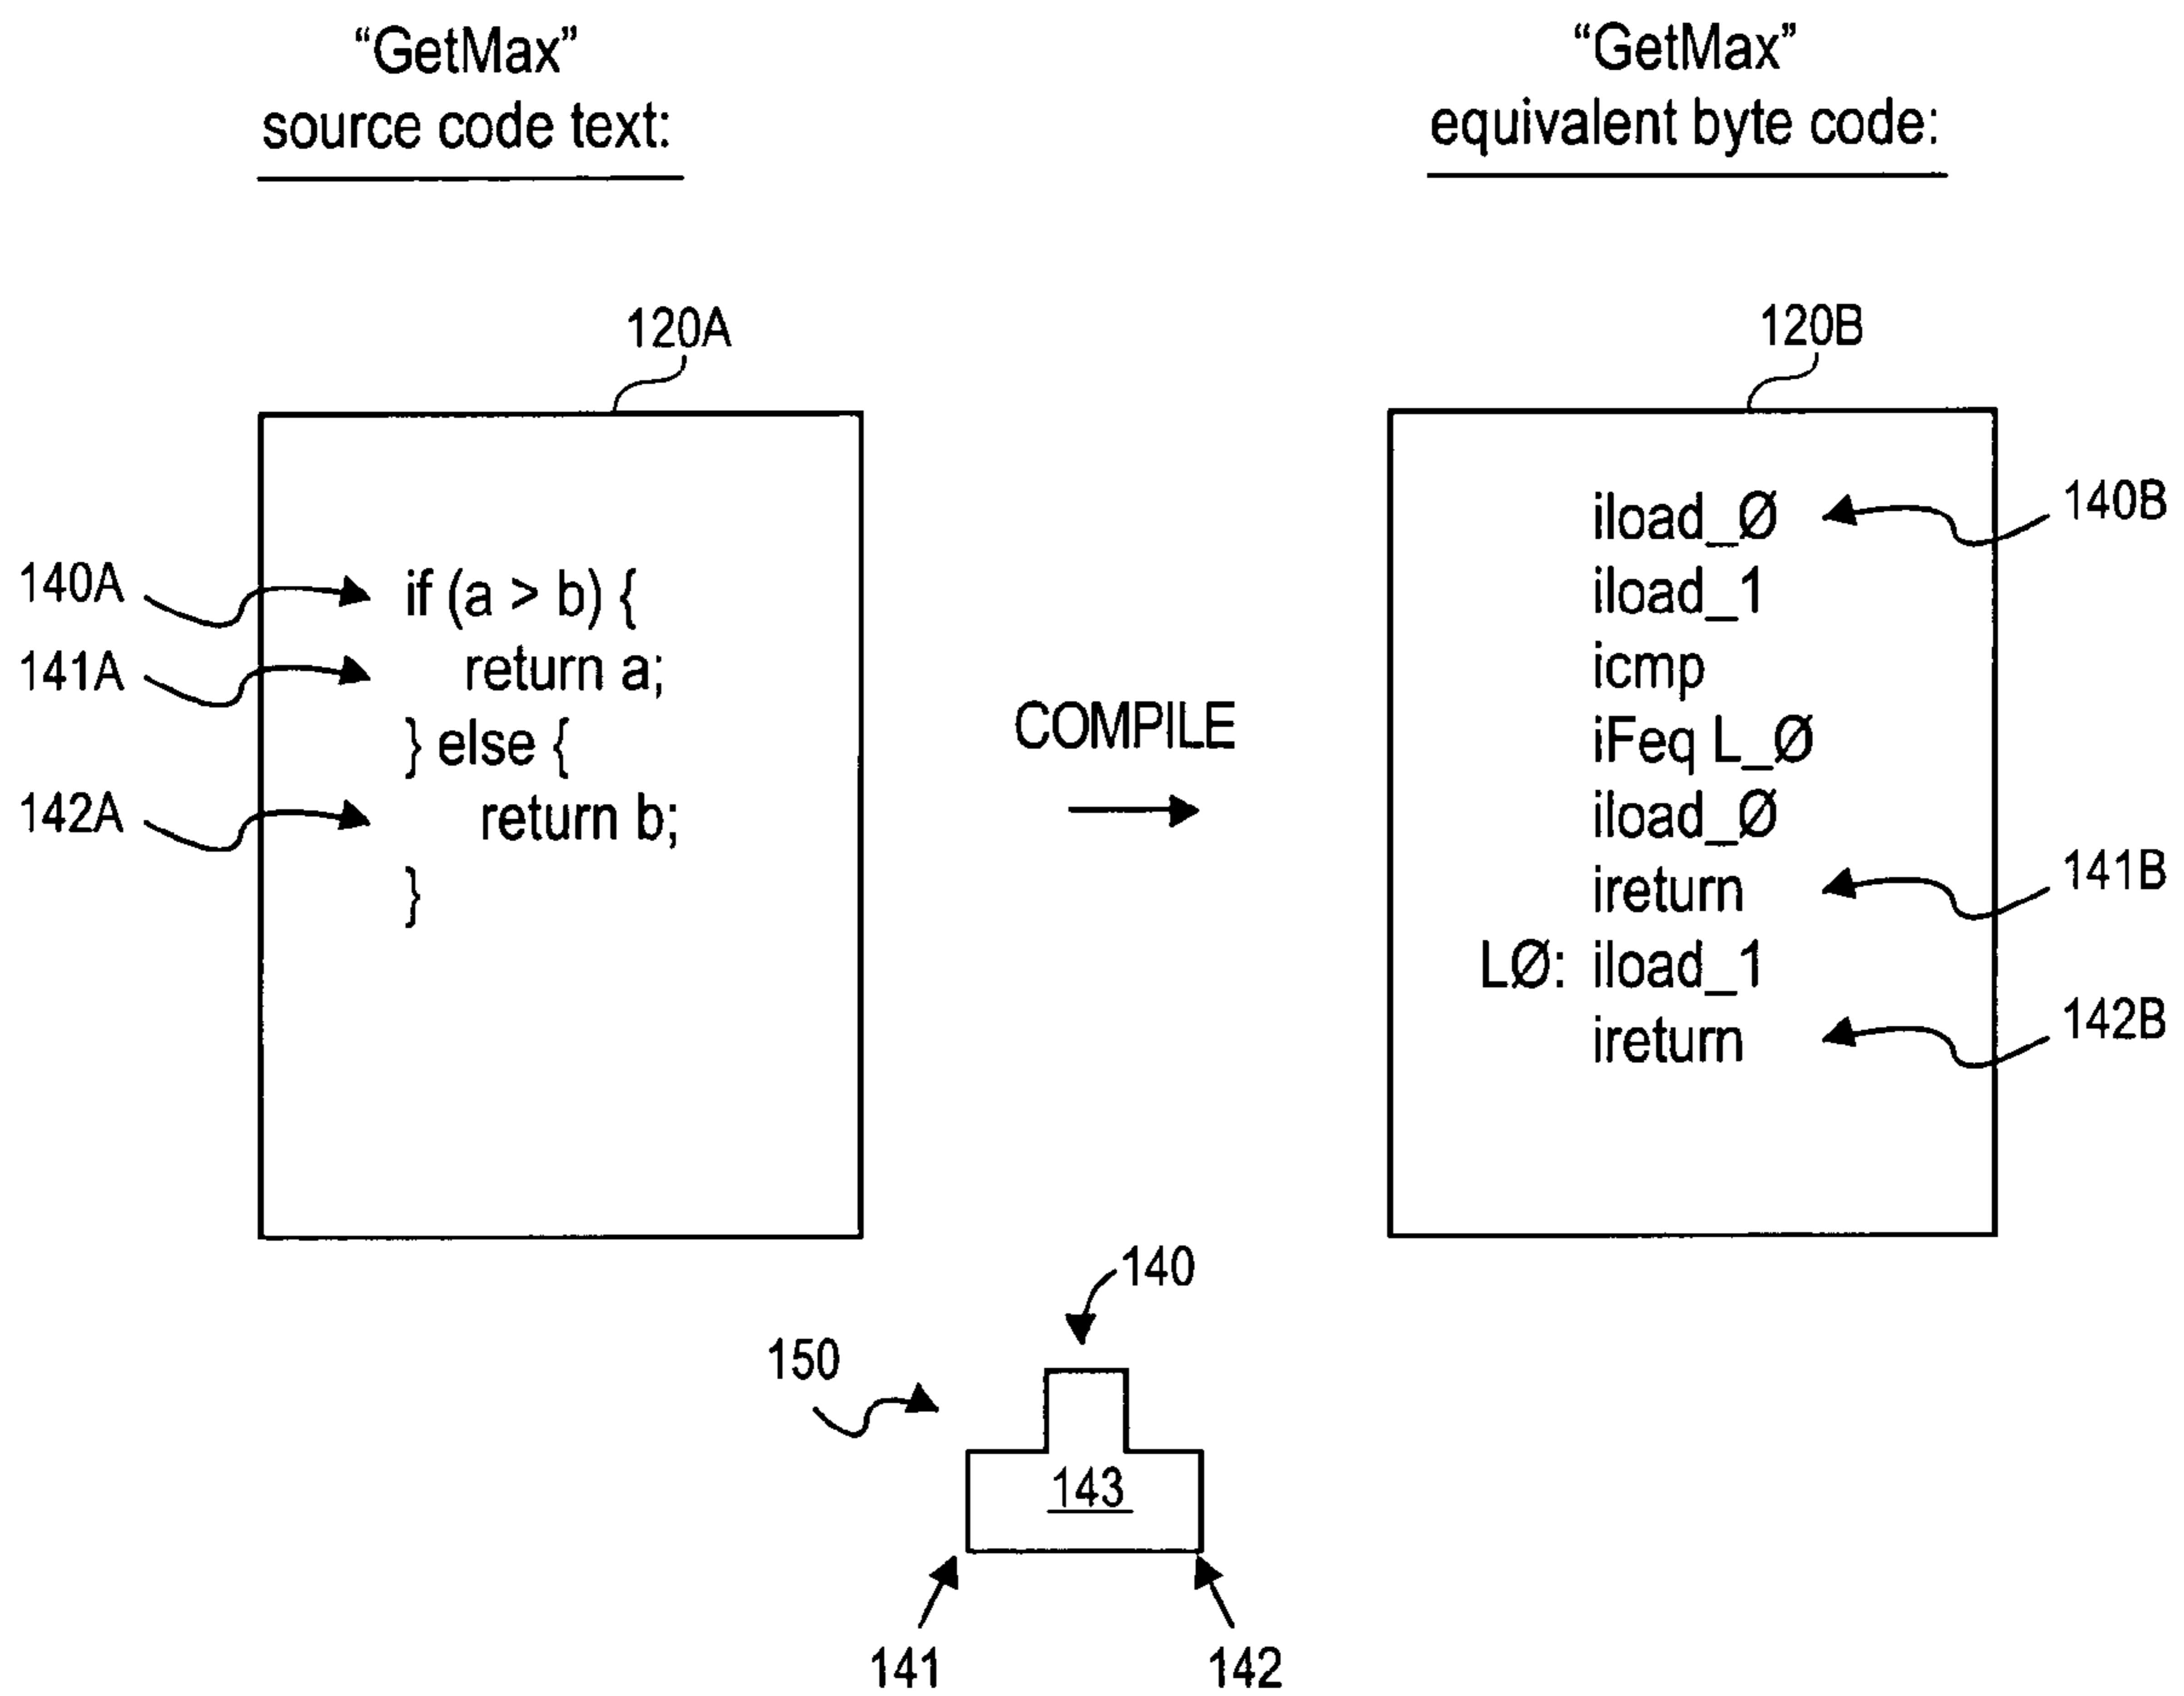 “GetMax”
source code text:
“GetMax”
equivalent byte code:
120A
120B
140A
141A
142A
if (a > b) {
return a;
} else {
return b;
}
COMPILE
iload_Ø
iload_1
icmp
iFeq L_Ø
iload_Ø
ireturn
LØ: iload_1
ireturn
140B
141B
142B
140
150
143
141
142